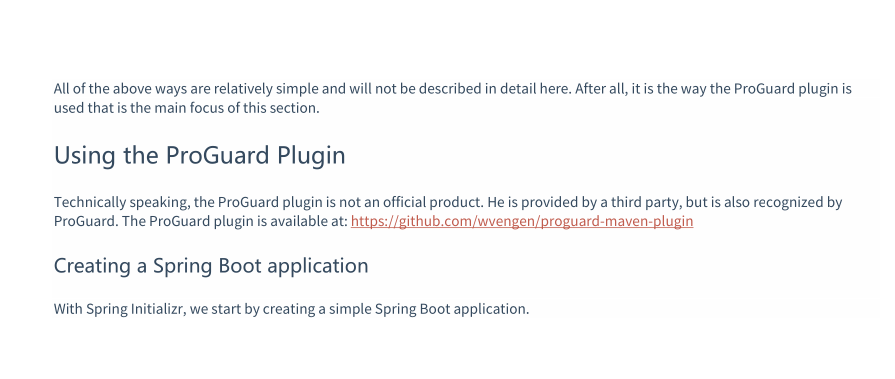 All of the above ways are relatively simple and will not be described in detail here. After all, it is the way the ProGuard plugin is
used that is the main focus of this section.
Using the ProGuard Plugin
Technically speaking, the ProGuard plugin is not an official product. He is provided by a third party, but is also recognized by
ProGuard. The ProGuard plugin is available at: https://github.com/wvengen/proguard-maven-plugin
Creating a Spring Boot application
With Spring Initializr, we start by creating a simple Spring Boot application.